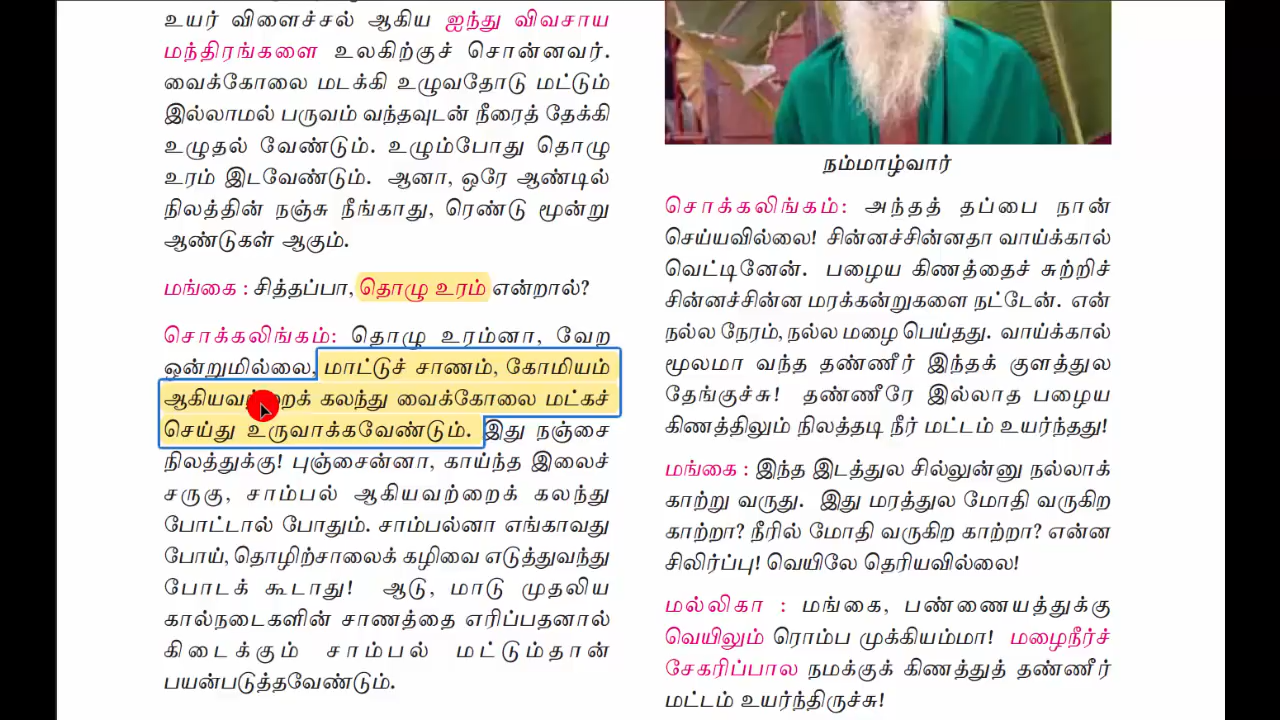 உயர் விளைச்சல் ஆகிய ஐந்து விவசாய
மந்திரங்களை உலகிற்குச் சொன்னவர்.
வைக்கோலை மடக்கி உழுவதோடு மட்டும்
இல்லாமல் பருவம் வந்தவுடன் நீரைத் தேக்கி
உழுதல் வேண்டும். உழும்போது தொழு
உரம் இடவேண்டும். ஆனா, ஒரே ஆண்டில்
நிலத்தின் நஞ்சு நீங்காது, ரெண்டு மூன்று
ஆண்டுகள் ஆகும்.
மங்கை : சித்தப்பா, தொழு உரம் என்றால்?
சொக்கலிங்கம்: தொழு உரம்னா, வேற
ஒன்றுமில்லை, மாட்டுச் சாணம், கோமியம்
ஆகியவற்றைக் கலந்து வைக்கோலை மட்கச்
செய்து உருவாக்கவேண்டும். இது நஞ்சை
நிலத்துக்கு! புஞ்சைன்னா, காய்ந்த இலைச்
சருகு, சாம்பல் ஆகியவற்றைக் கலந்து
போட்டால் போதும். சாம்பல்னா எங்காவது
போய், தொழிற்சாலைக் கழிவை எடுத்துவந்து
போடக் கூடாது! ஆடு, மாடு முதலிய
கால்நடைகளின் சாணத்தை எரிப்பதனால்
கிடைக்கும் சாம்பல் மட்டும்தான்
பயன்படுத்தவேண்டும்.
நம்மாழ்வார்
சொக்கலிங்கம்: அந்தத் தப்பை நான்
செய்யவில்லை! சின்னச்சின்னதா வாய்க்கால்
வெட்டினேன். பழைய கிணத்தைச் சுற்றிச்
சின்னச்சின்ன மரக்கன்றுகளை நட்டேன். என்
நல்ல நேரம், நல்ல மழை பெய்தது. வாய்க்கால்
மூலமா வந்த தண்ணீர் இந்தக் குளத்துல
தேங்குச்சு! தண்ணீரே இல்லாத பழைய
கிணத்திலும் நிலத்தடி நீர் மட்டம் உயர்ந்தது!
மங்கை : இந்த இடத்துல சில்லுன்னு நல்லாக்
காற்று வருது. இது மரத்துல மோதி வருகிற
காற்றா? நீரில் மோதி வருகிற காற்றா? என்ன
சிலிர்ப்பு! வெயிலே தெரியவில்லை!
மல்லிகா : மங்கை, பண்ணையத்துக்கு
வெயிலும் ரொம்ப முக்கியம்மா! மழைநீர்ச்
சேகரிப்பால நமக்குக் கிணத்துத் தண்ணீர்
மட்டம் உயர்ந்திருச்சு!